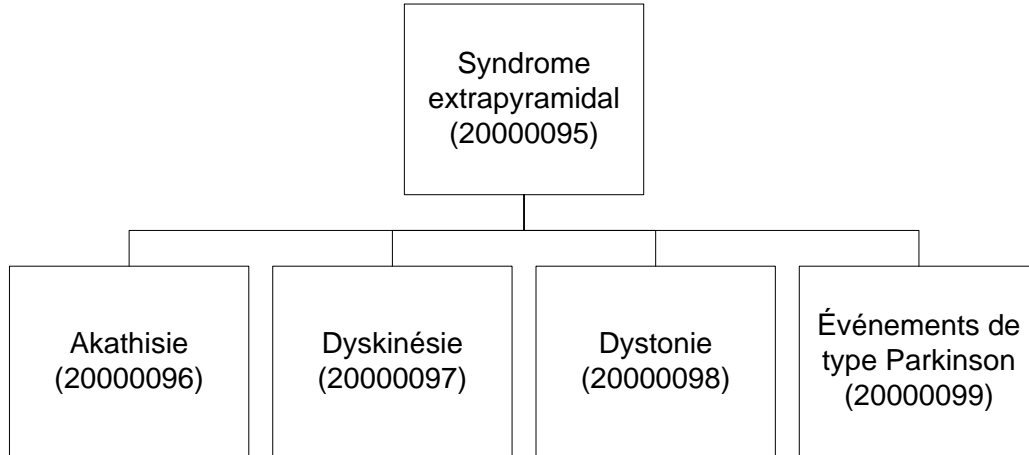 Syndrome
extrapyramidal
(20000095)
Akathisie
(20000096)
Dyskinésie
(20000097)
Dystonie
(20000098)
Événements de
type Parkinson
(20000099)